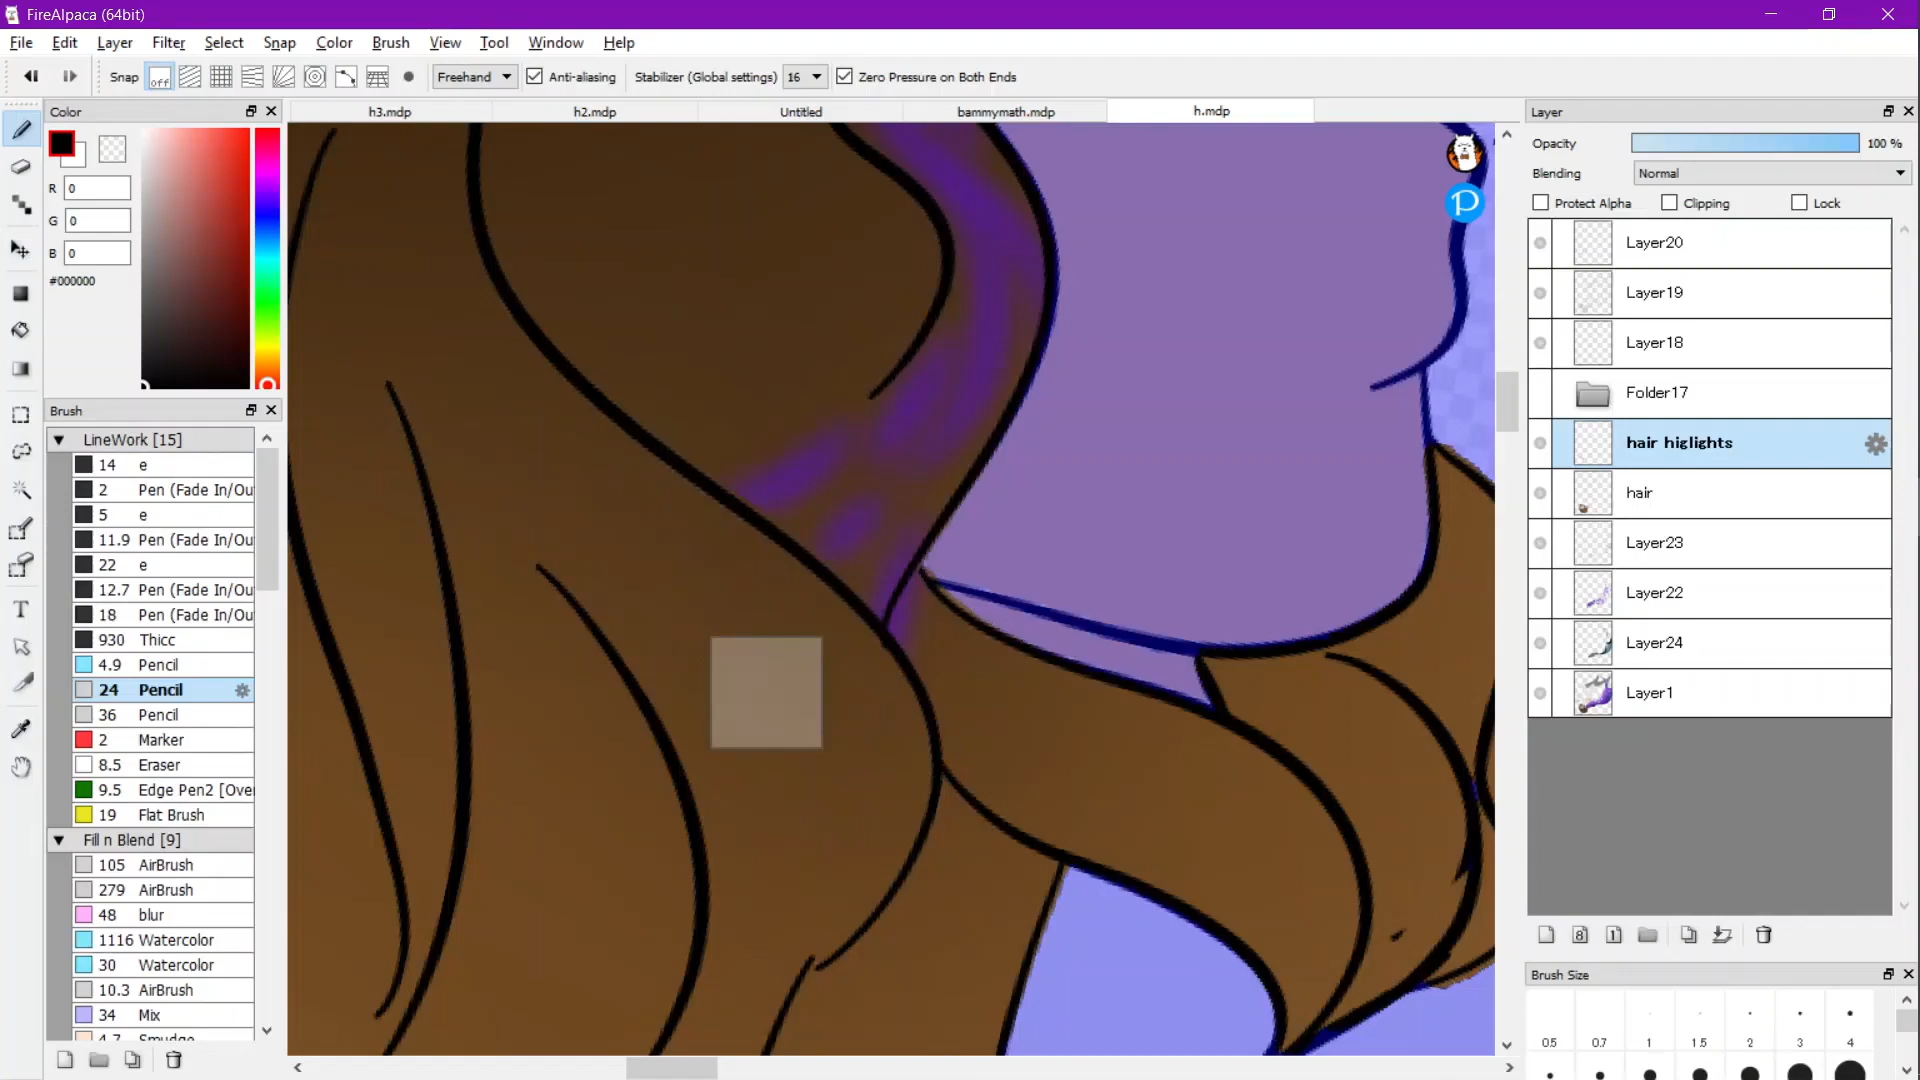 FireAlpaca (64bit)
File Edit Layer Filter Select Snap Color Brush View Tool Window Help
Snap off Freehand Anti-aliasing Stabilizer (Global settings) 16 Zero Pressure on Both Ends
Color
h3.mdp h2.mdp Untitled bammymath.mdp h.mdp
R 0
G 0
B 0
#000000
Brush
LineWork [15]
14 e
2 Pen (Fade In/Ou
5 e
11.9 Pen (Fade In/Ou
22 e
12.7 Pen (Fade In/Ou
18 Pen (Fade In/Ou
930 Thicc
4.9 Pencil
24 Pencil
36 Pencil
2 Marker
8.5 Eraser
9.5 Edge Pen2 [Ove
19 Flat Brush
Fill n Blend [9]
105 AirBrush
279 AirBrush
48 blur
1116 Watercolor
30 Watercolor
10.3 AirBrush
34 Mix
4.7 Smudge
P
Layer
Opacity 100 %
Blending Normal
Protect Alpha Clipping Lock
Layer20
Layer19
Layer18
Folder17
hair higlights
hair
Layer23
Layer22
Layer24
Layer1
8 1
Brush Size
0.5 0.7 1 1.5 2 3 4